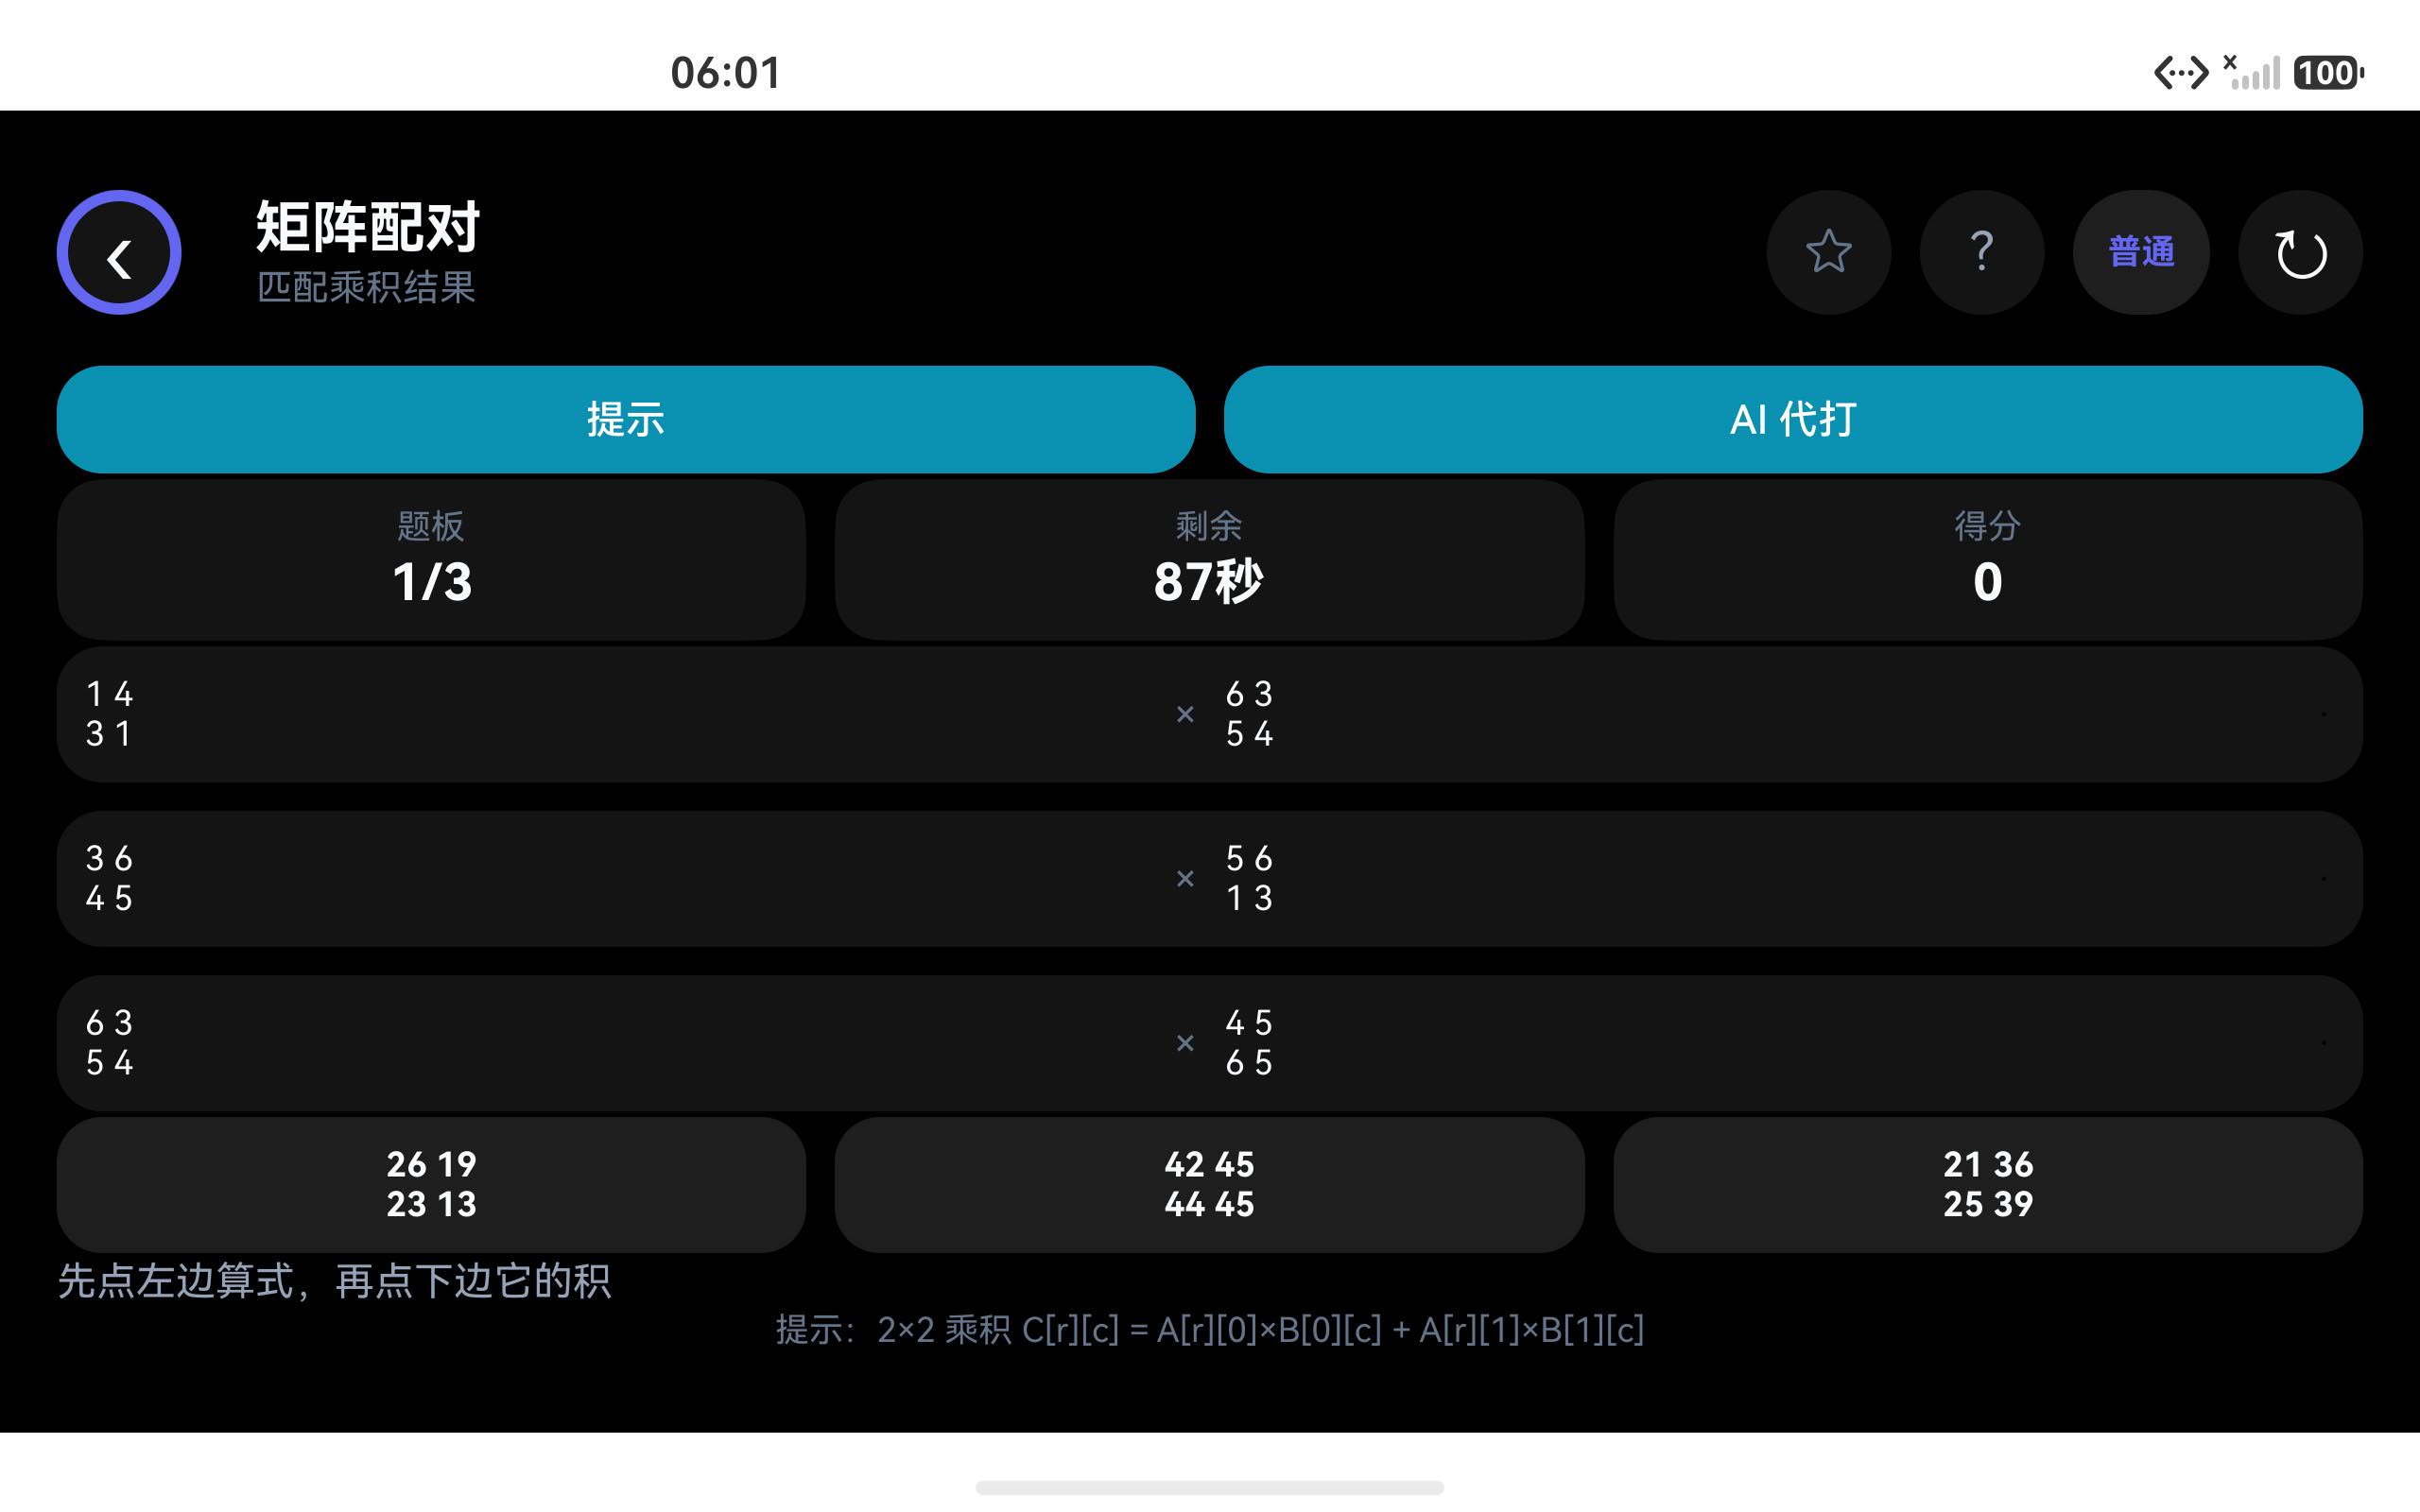 06:01
100
矩阵配对
匹配乘积结果
?
普通
提示
AI 代打
题板
1/3
剩余
87秒
得分
0
1 4
3 1
×
6 3
5 4
3 6
4 5
×
5 6
1 3
6 3
5 4
×
4 5
6 5
26 19
23 13
42 45
44 45
21 36
25 39
先点左边算式，再点下边它的积
提示：2×2 乘积 C[r][c] = A[r][0]×B[0][c] + A[r][1]×B[1][c]